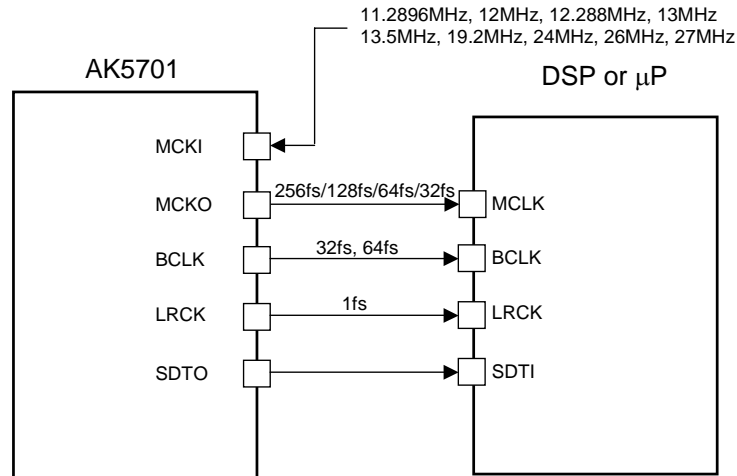 11.2896MHz, 12MHz, 12.288MHz, 13MHz
13.5MHz, 19.2MHz, 24MHz, 26MHz, 27MHz
AK5701
DSP or μP
MCKI
MCKO
256fs/128fs/64fs/32fs
MCLK
BCLK
32fs, 64fs
BCLK
LRCK
1fs
LRCK
SDTO
SDTI